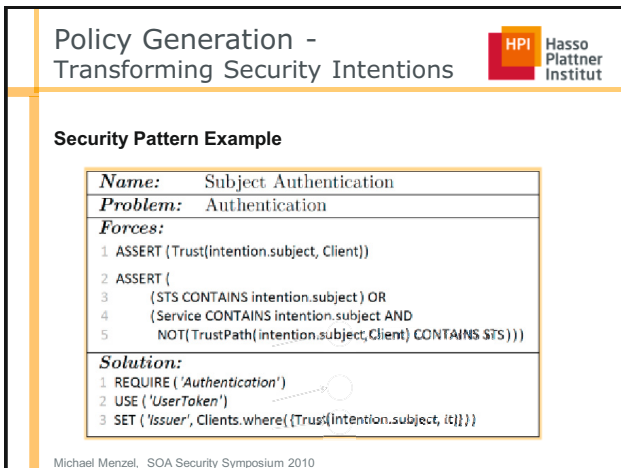 Policy Generation -
Transforming Security Intentions
HPI Hasso
Plattner
Institut
Security Pattern Example
Name: Subject Authentication
Problem: Authentication
Forces:
1 ASSERT (Trust(intention.subject, Client))
2 ASSERT (
3 (STS CONTAINS intention.subject) OR
4 (Service CONTAINS intention.subject AND
5 NOT(TrustPath(intention.subject,Client) CONTAINS STS)))
Solution:
1 REQUIRE ('Authentication')
2 USE ('UserToken')
3 SET ('Issuer', Clients.where({Trust(intention.subject, it)}))
Michael Menzel, SOA Security Symposium 2010